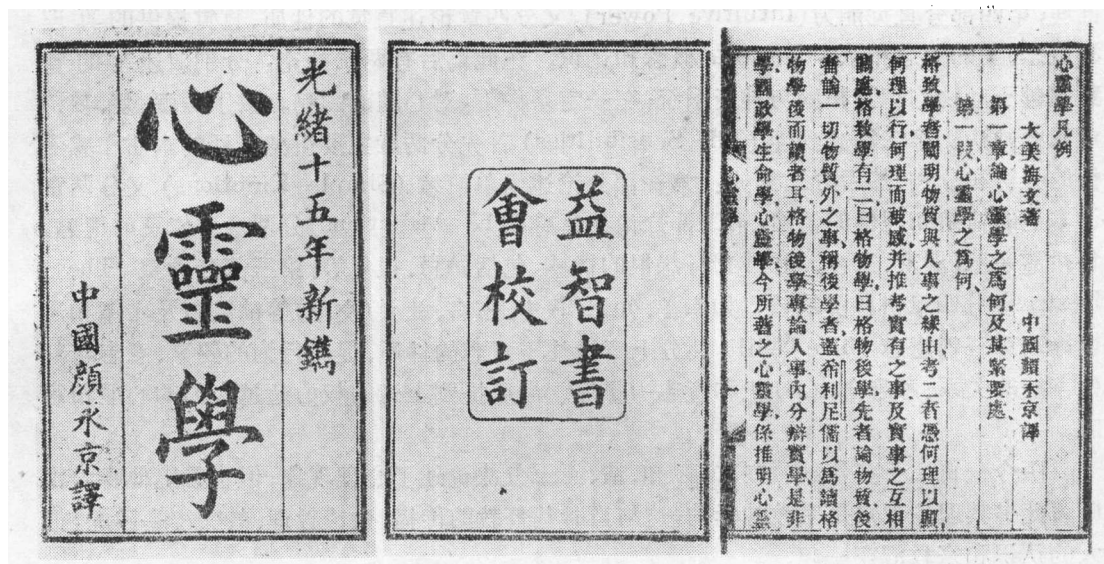 光緒十五年新鐫
心靈學
中國顏永京譯
益智書
會校訂
心靈學凡例
大美海文著 中國顏永京譯
第一章論心靈學之爲何及其緊要處
第一段心靈學之爲何
格致學者闡明物質與人事之緣由考二者憑何理以顯
何理以行何理而被感并推考實有之事及實事之互相
關處格致學有二曰格物學曰格物後學先者論物質後
者論一切物質外之事稱後學者蓋希利尼儒以爲讀格
物學後而讀者耳格物後學專論人事內分辯實學是非
學國政學生命學心靈學今所著之心靈學係推明心靈
心靈學
一